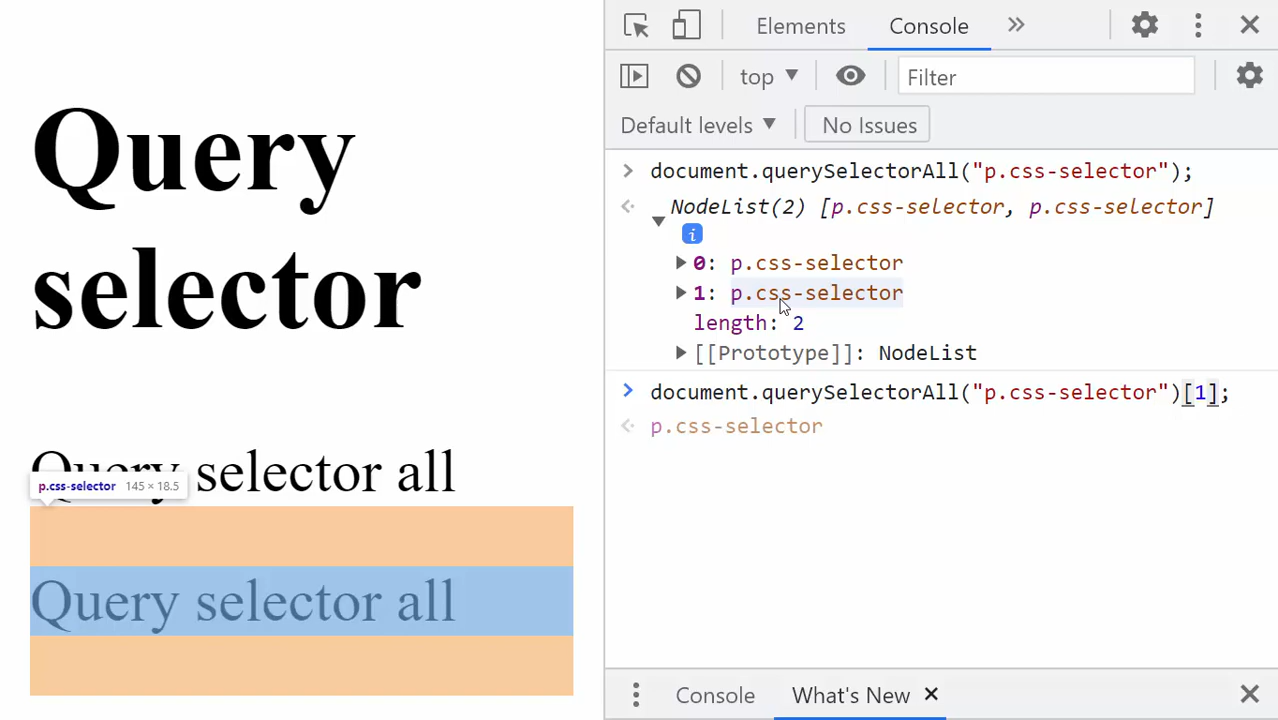 Query
selector
Query selector all
p.css-selector 145 × 18.5
Query selector all
Elements Console
top Filter
Default levels No Issues
document.querySelectorAll("p.css-selector");
NodeList(2) [p.css-selector, p.css-selector]
i
0: p.css-selector
1: p.css-selector
length: 2
[[Prototype]]: NodeList
document.querySelectorAll("p.css-selector")[1];
p.css-selector
Console What's New